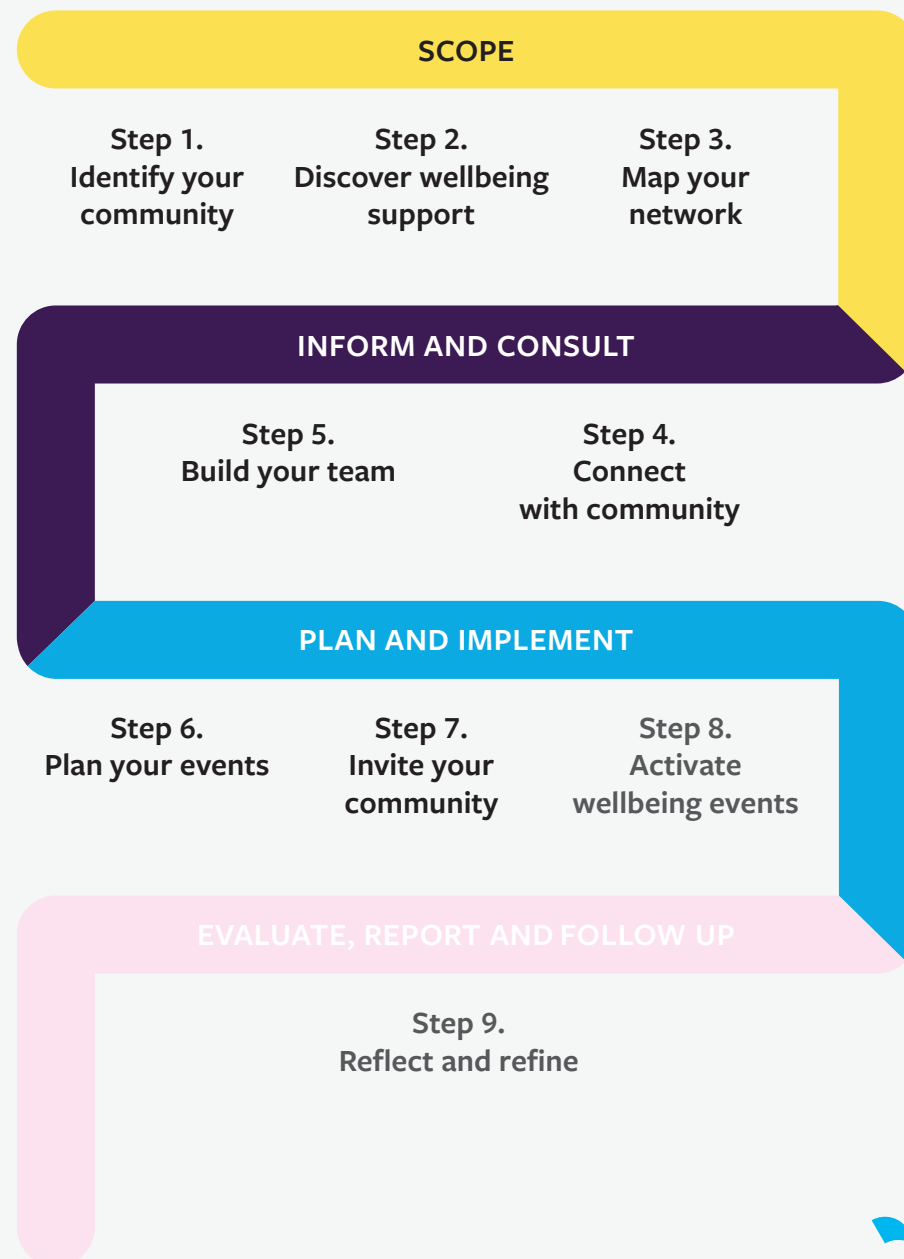 SCOPE
Step 1.
Identify your
community
Step 2.
Discover wellbeing
support
Step 3.
Map your
network
INFORM AND CONSULT
Step 5.
Build your team
Step 4.
Connect
with community
PLAN AND IMPLEMENT
Step 6.
Plan your events
Step 7.
Invite your
community
Step 8.
Activate
wellbeing events
EVALUATE, REPORT AND FOLLOW UP
Step 9.
Reflect and refine